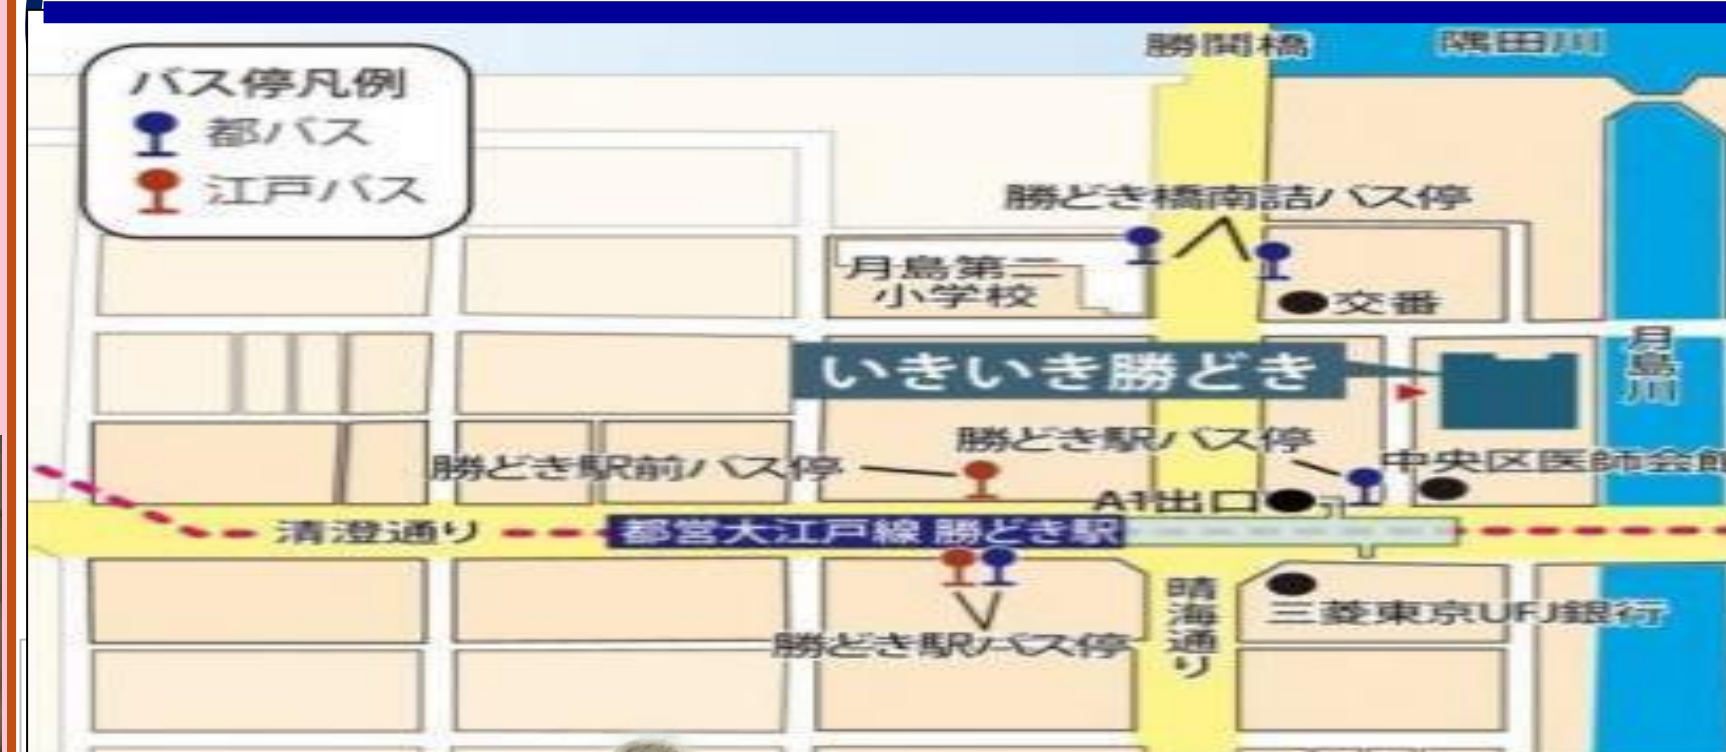 バス停凡例
都バス
江戸バス
勝鬨橋
隅田川
勝どき橋南詰バス停
月島第二
小学校
交番
いきいき勝どき
月島川
勝どき駅バス停
中央区医師会館
勝どき駅前バス停
A1出口
清澄通り
都営大江戸線 勝どき駅
晴海通り
三菱東京UFJ銀行
勝どき駅バス停